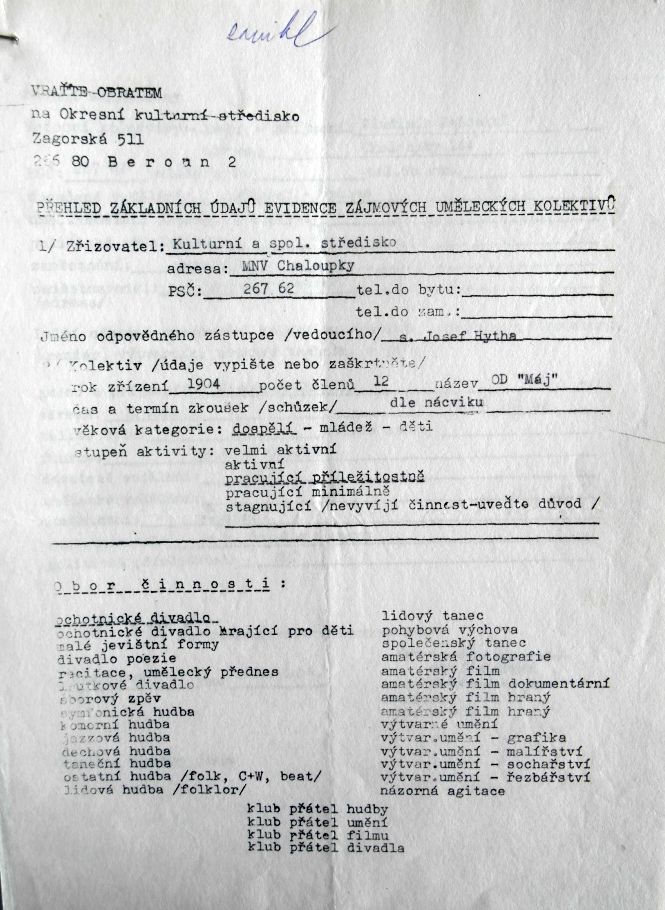 VRAŤTE OBRATEM
na Okresní kulturní středisko
Zagorská 511
266 80 B e r o u n 2
PŘEHLED ZÁKLADNÍCH ÚDAJŮ EVIDENCE ZÁJMOVÝCH UMĚLECKÝCH KOLEKTIVŮ
1/ Zřizovatel: Kulturní a spol. středisko
adresa: MNV Chaloupky
PSČ: 267 62 tel.do bytu:
tel.do zam.:
Jméno odpovědného zástupce /vedoucího/ s. Josef Hytha
2/ Kolektiv /údaje vypište nebo zaškrtněte/
rok zřízení 1904 počet členů 12 název OD "Máj"
čas a termín zkoušek /schůzek/ dle nácviku
věková kategorie: dospělí - mládež - děti
stupeň aktivity: velmi aktivní
aktivní
pracující příležitostně
pracující minimálně
stagnující /nevyvíjí činnost-uveďte důvod /
O b o r č i n n o s t i :
ochotnické divadlo
ochotnické divadlo hrající pro děti
malé jevištní formy
divadlo poezie
recitace, umělecký přednes
loutkové divadlo
sborový zpěv
symfonická hudba
komorní hudba
jazzová hudba
dechová hudba
taneční hudba
ostatní hudba /folk, C+W, beat/
lidová hudba /folklor/
lidový tanec
pohybová výchova
společenský tanec
amatérská fotografie
amatérský film
amatérský film dokumentární
amatérský film hraný
amatérský film hraný
výtvarné umění
výtvar.umění - grafika
výtvar.umění - malířství
výtvar.umění - sochařství
výtvar.umění - řezbářství
názorná agitace
klub přátel hudby
klub přátel umění
klub přátel filmu
klub přátel divadla